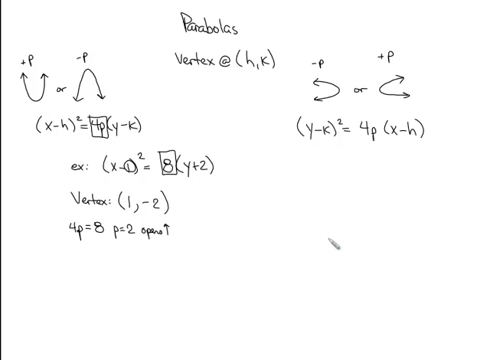 Parabolas
Vertex @ (h,k)
+P
-P
or
(x-h)² = 4p(y-k)
ex: (x-1)² = 8(y+2)
Vertex: (1,-2)
4p=8 p=2 opens↑
-P
+P
or
(y-k)² = 4p (x-h)